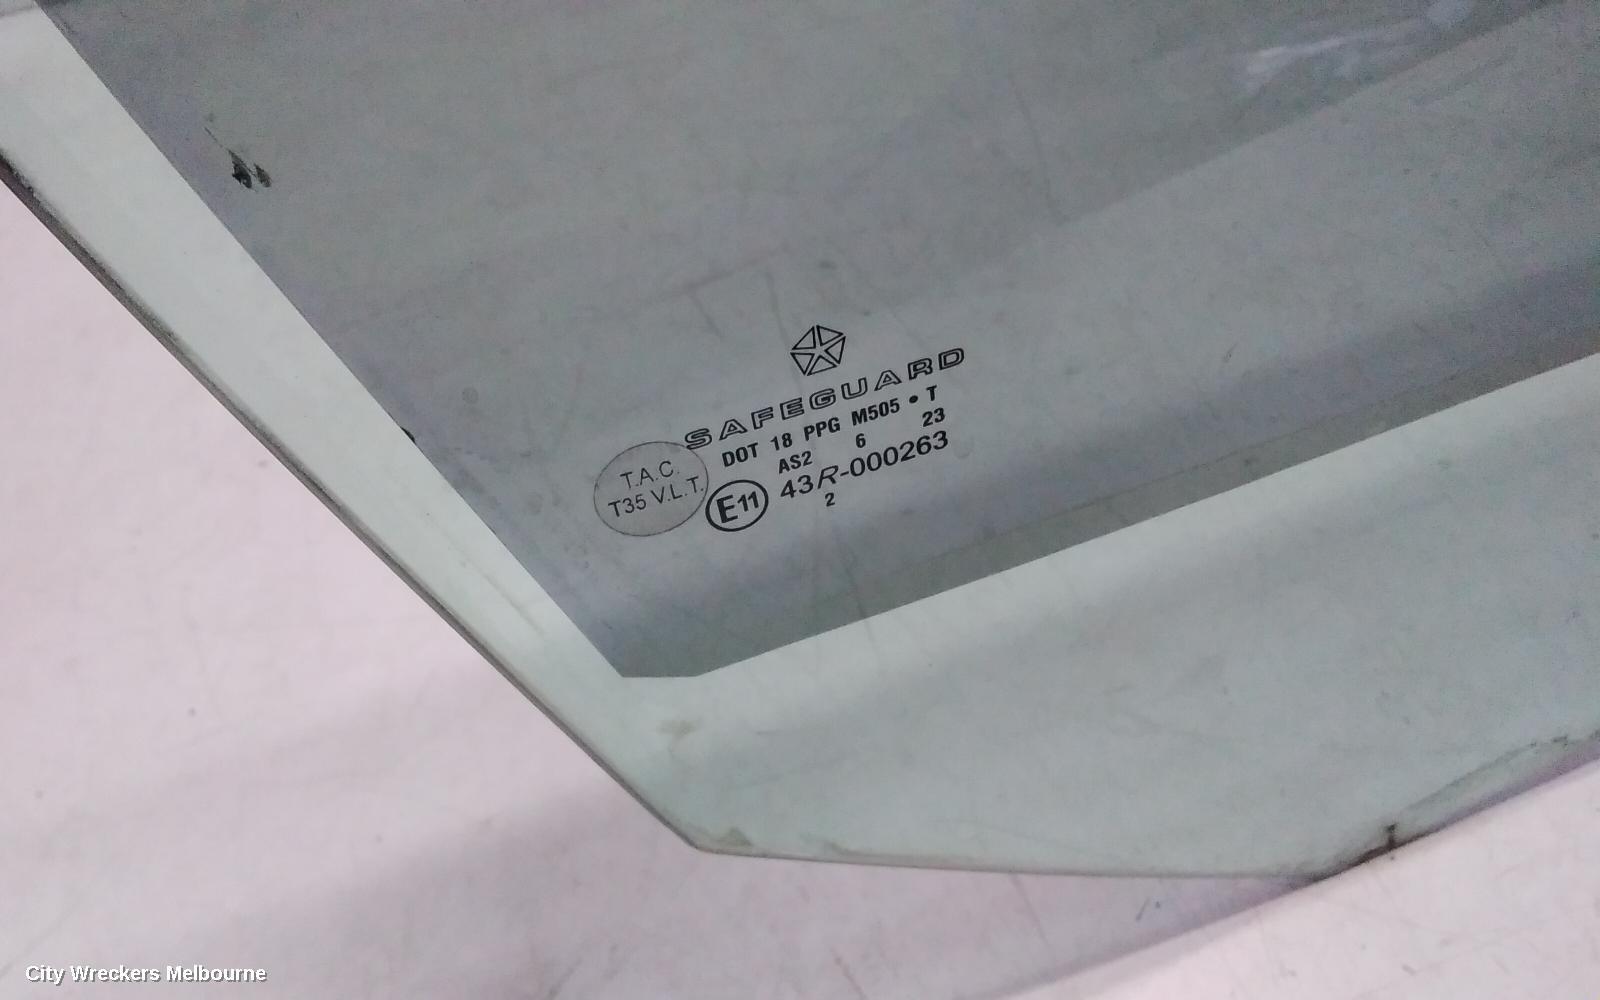 SAFEGUARD
DOT 18 PPG M505 • T
AS2 6 23
T.A.C.
T35 V.L.T.
E11 43R-000263
2
City Wreckers Melbourne